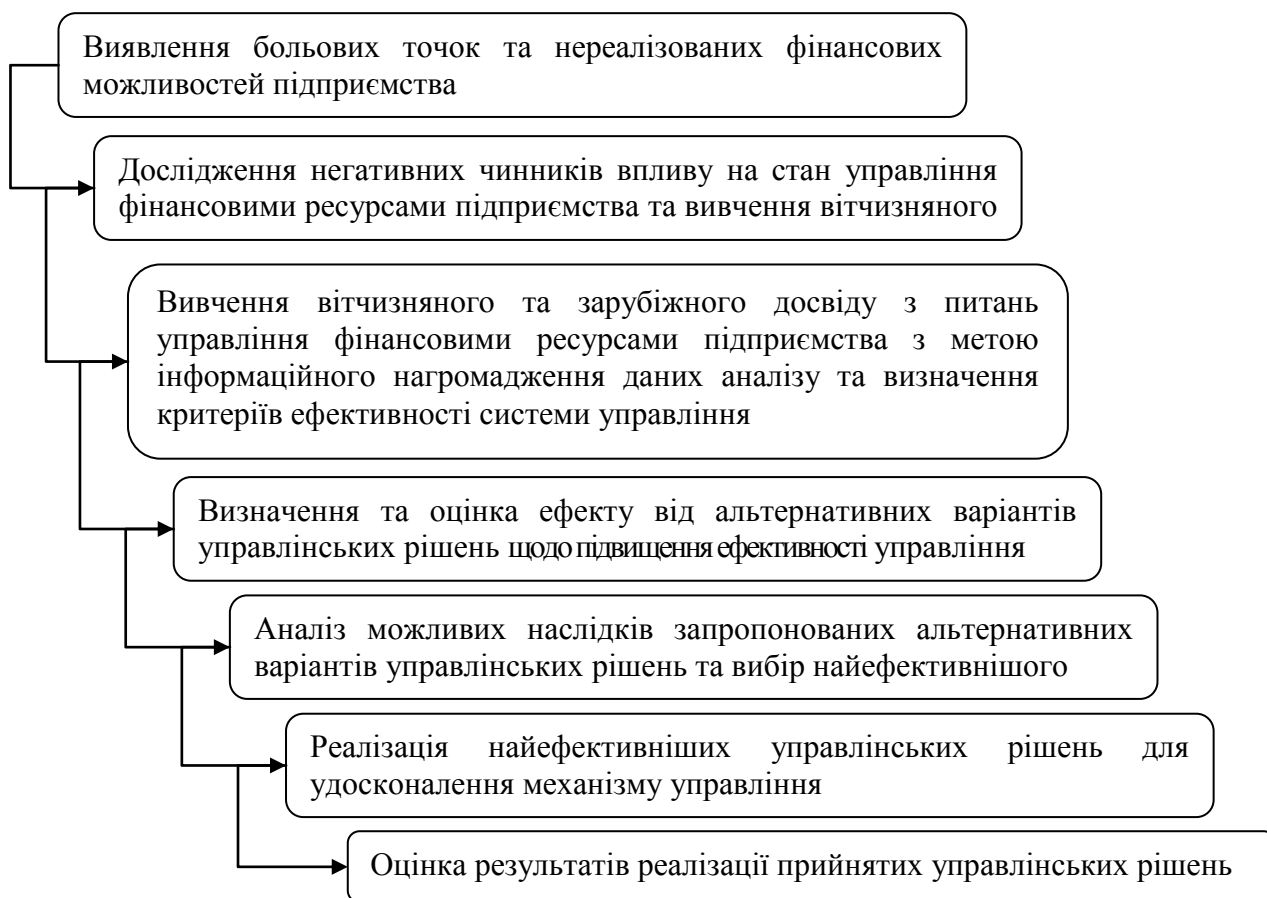 Виявлення больових точок та нереалізованих фінансових
можливостей підприємства
Дослідження негативних чинників впливу на стан управління
фінансовими ресурсами підприємства та вивчення вітчизняного
Вивчення вітчизняного та зарубіжного досвіду з питань
управління фінансовими ресурсами підприємства з метою
інформаційного нагромадження даних аналізу та визначення
критеріїв ефективності системи управління
Визначення та оцінка ефекту від альтернативних варіантів
управлінських рішень щодо підвищення ефективності управління
Аналіз можливих наслідків запропонованих альтернативних
варіантів управлінських рішень та вибір найефективнішого
Реалізація найефективніших управлінських рішень для
удосконалення механізму управління
Оцінка результатів реалізації прийнятих управлінських рішень